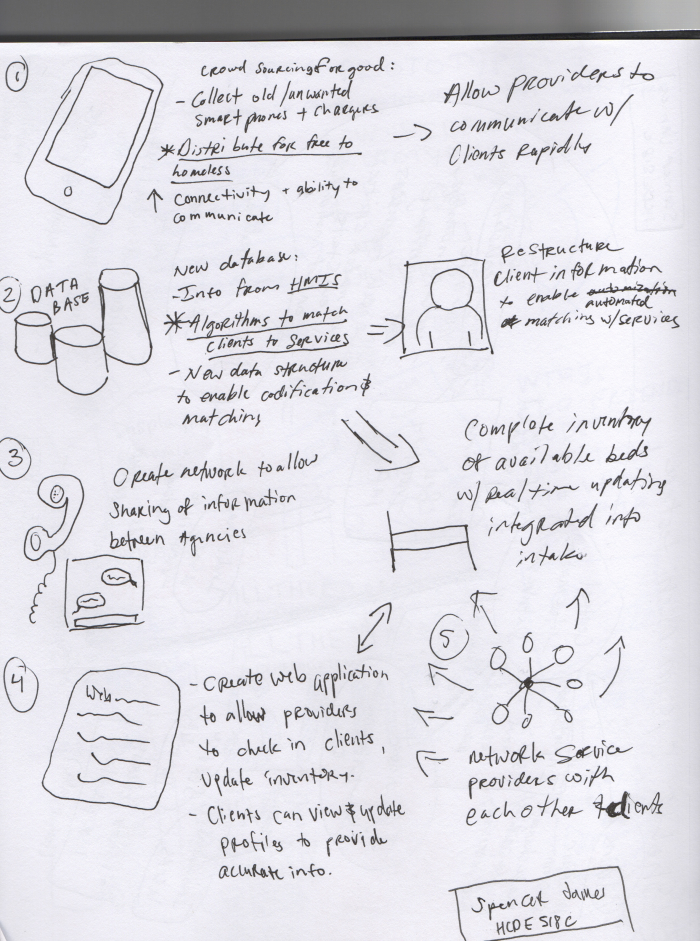 1
Crowd sourcing for good:
- Collect old/unwanted
smart phones + chargers
* Distribute for free to
homeless
↑ Connectivity + ability to
communicate
→ Allow providers to
communicate w/
Clients Rapidly
2
DATA
BASE
New database:
- Info from HMIS
* Algorithms to match
clients to services
- New data structure
to enable codification &
matching
Restructure
Client information
to enable automization
automated
matching w/services
3
Create network to allow
sharing of information
between Agencies
Complete inventory
of available beds
w/ real time updating
integrated into
intake
4
Web
- Create web application
to allow providers
to check in clients,
update inventory.
- Clients can view & update
profiles to provide
accurate info.
5
network service
providers with
each other & clients
Spencer James
HCDE 518C